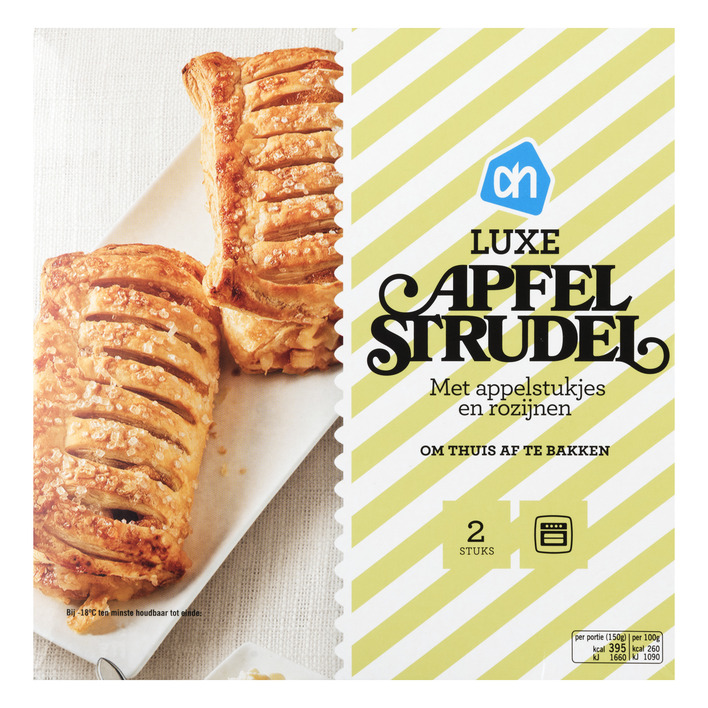 ah
LUXE
APFEL
STRUDEL
Met appelstukjes
en rozijnen
OM THUIS AF TE BAKKEN
2
STUKS
Bij -18°C ten minste houdbaar tot einde:
per portie (150g) per 100g
kcal 395 kcal 260
kJ 1660 kJ 1090